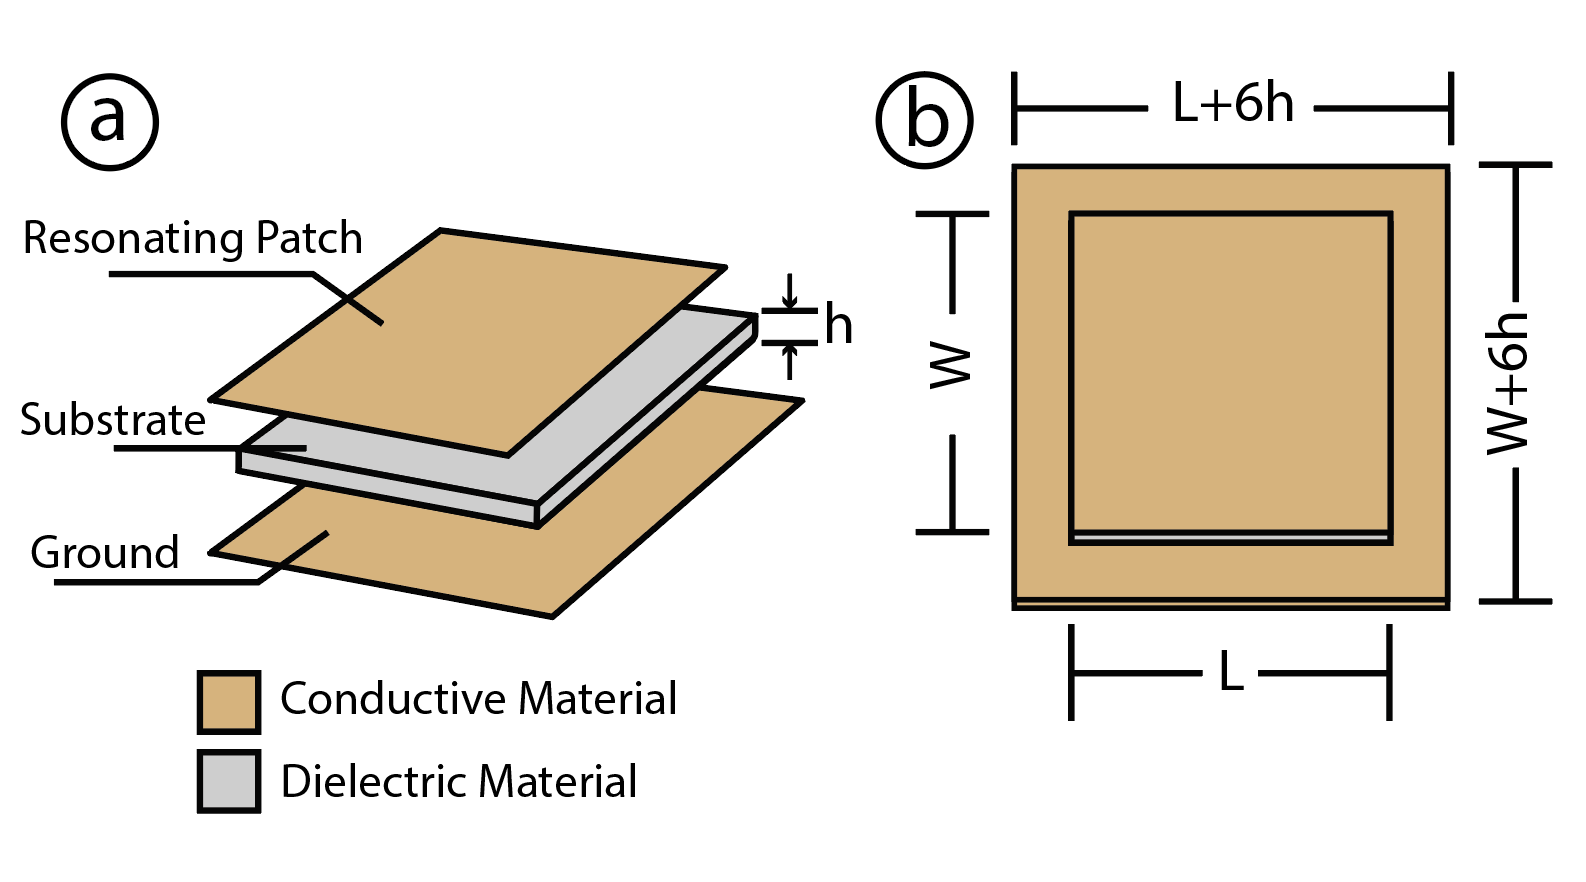 a
Resonating Patch
h
Substrate
Ground
Conductive Material
Dielectric Material
b
L+6h
W
W+6h
L